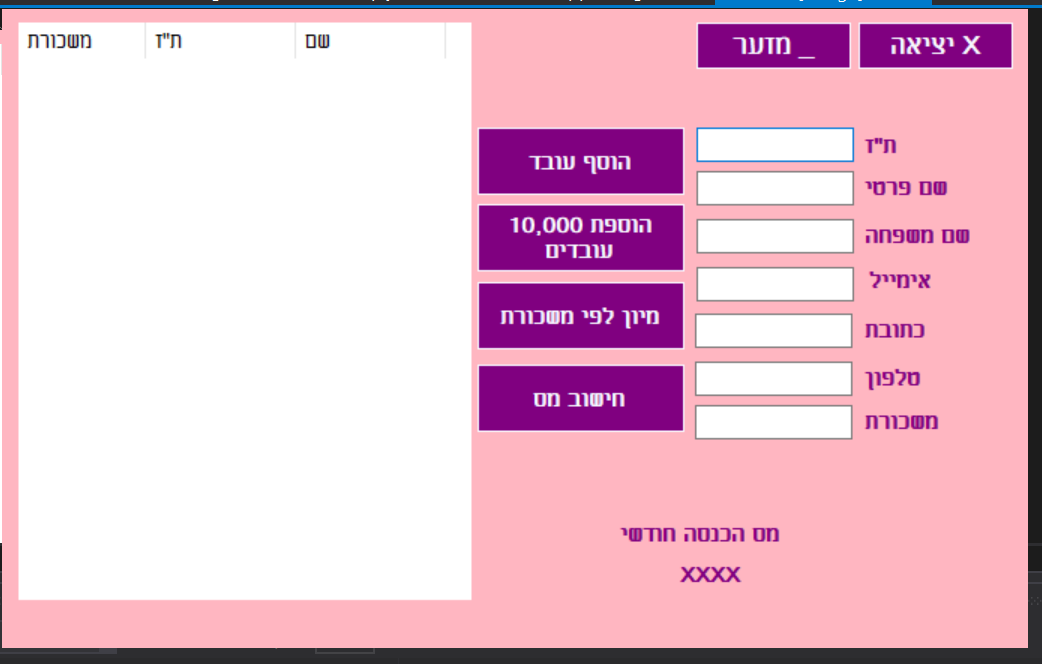 X יציאה
_ מזער
שם
ת"ז
משכורת
ת"ז
שם פרטי
שם משפחה
אימייל
כתובת
טלפון
משכורת
הוסף עובד
הוספת 10,000
עובדים
מיון לפי משכורת
חישוב מס
מס הכנסה חודשי
XXXX